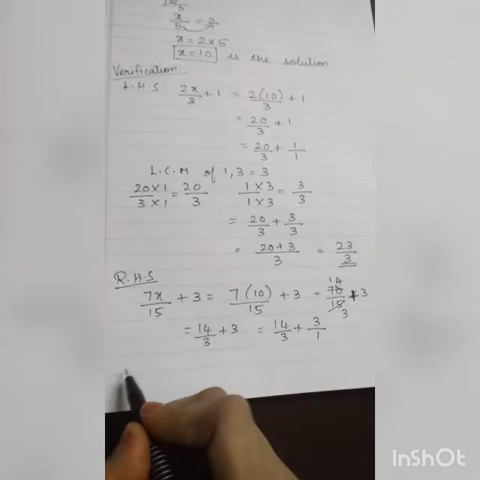 x/5 = 2
x = 2 × 5
x = 10 is the solution
Verification
L.H.S: 2x/3 + 1 = 2(10)/3 + 1
= 20/3 + 1
= 20/3 + 1/1
L.C.M of 1, 3 = 3
20 × 1/3 × 1 = 20/3 1 × 3/1 × 3 = 3/3
= 20/3 + 3/3
= 20 + 3/3 = 23/3
R.H.S
7x/15 + 3 = 7(10)/15 + 3 = 14 70/15 3 + 3
= 14/3 + 3 = 14/3 + 3/1
InShOt